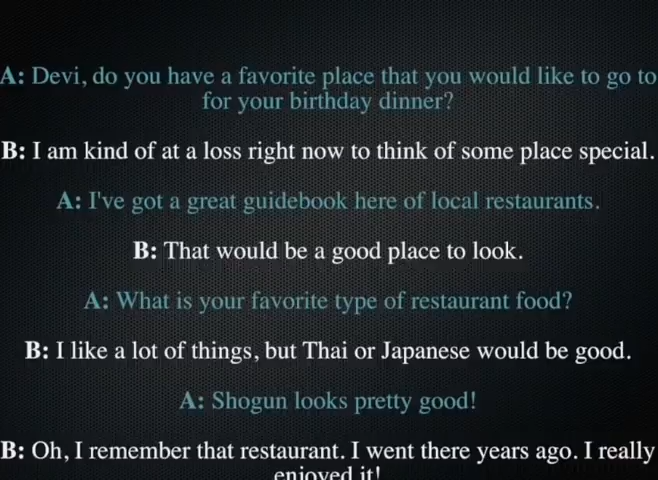 A: Devi, do you have a favorite place that you would like to go to
for your birthday dinner?
B: I am kind of at a loss right now to think of some place special.
A: I've got a great guidebook here of local restaurants.
B: That would be a good place to look.
A: What is your favorite type of restaurant food?
B: I like a lot of things, but Thai or Japanese would be good.
A: Shogun looks pretty good!
B: Oh, I remember that restaurant. I went there years ago. I really
enjoyed it!